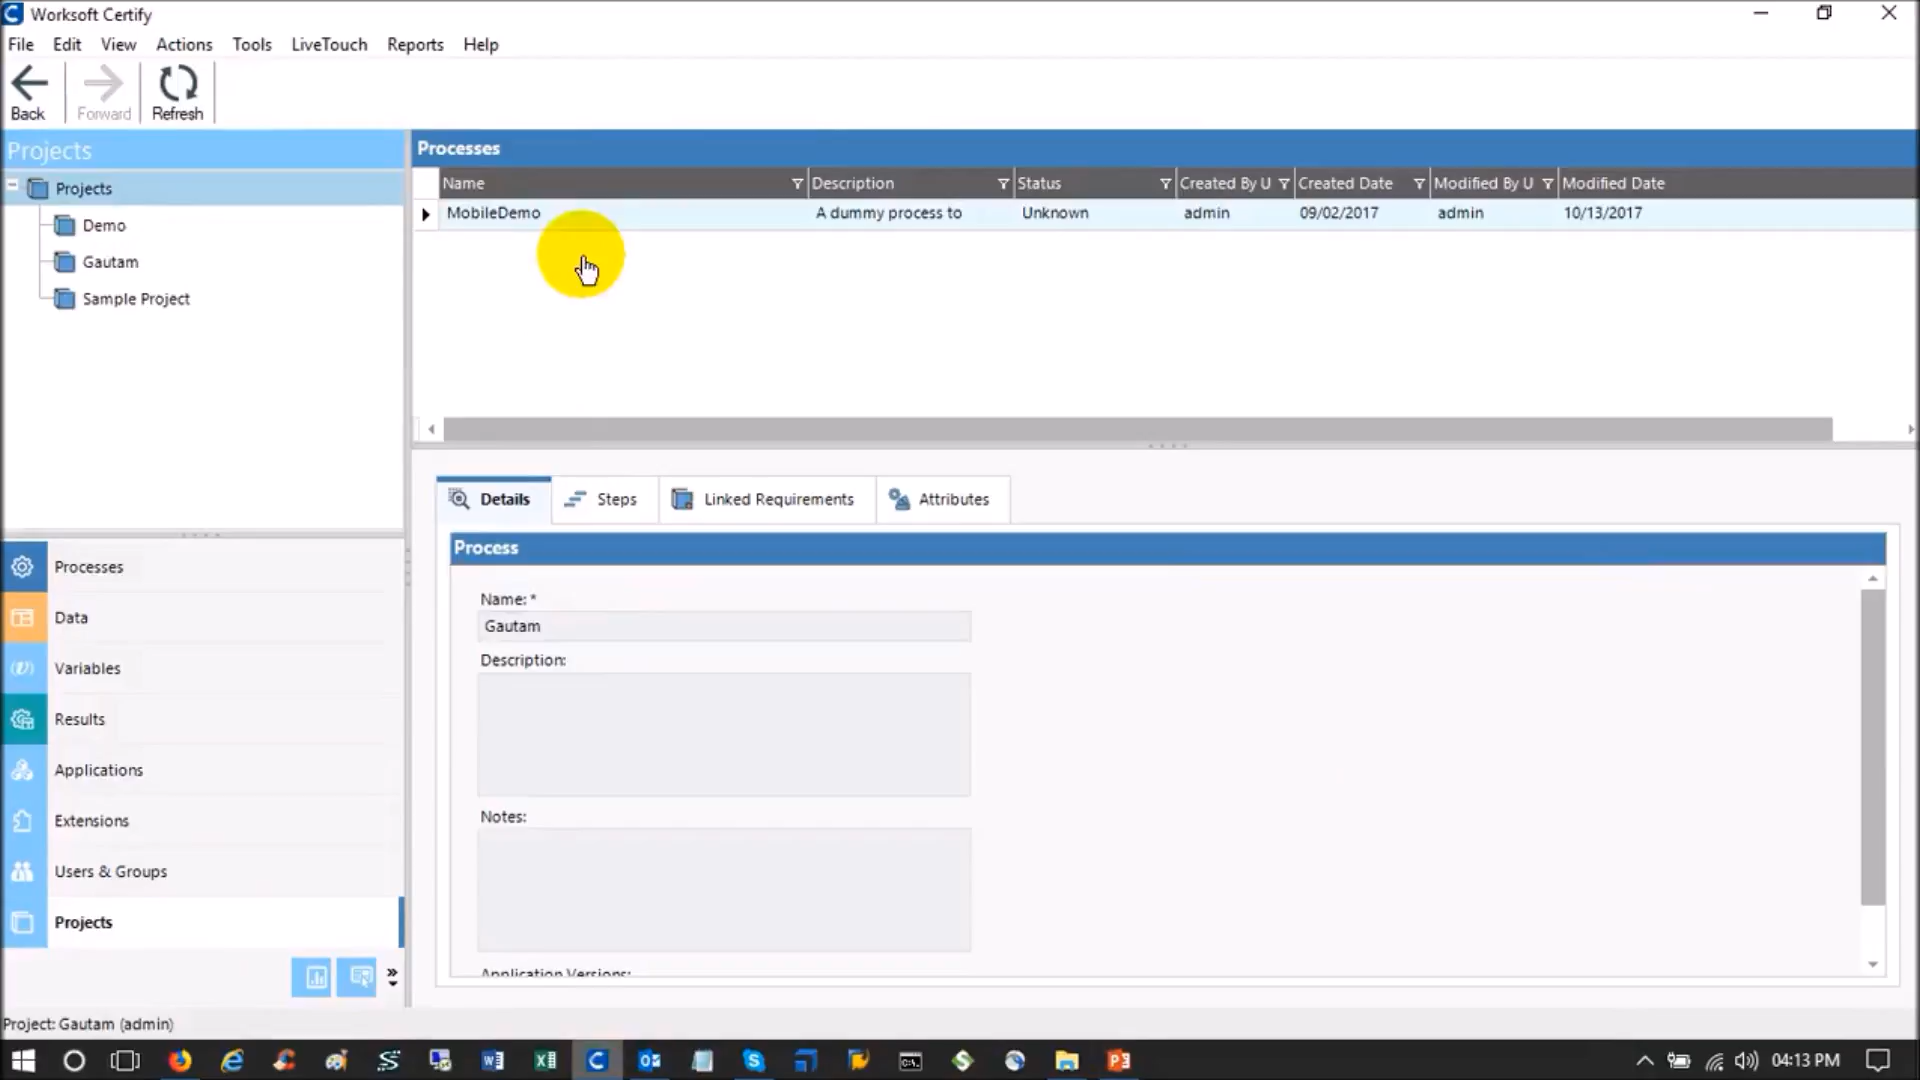 Worksoft Certify
File Edit View Actions Tools LiveTouch Reports Help
Back Forward Refresh
Projects
Projects
Demo
Gautam
Sample Project
Processes
Data
Variables
Results
Applications
Extensions
Users & Groups
Projects
Processes
Name Description Status Created By U Created Date Modified By U Modified Date
MobileDemo A dummy process to Unknown admin 09/02/2017 admin 10/13/2017
Details Steps Linked Requirements Attributes
Process
Name: *
Gautam
Description:
Notes:
Application Versions:
Project: Gautam (admin)
04:13 PM